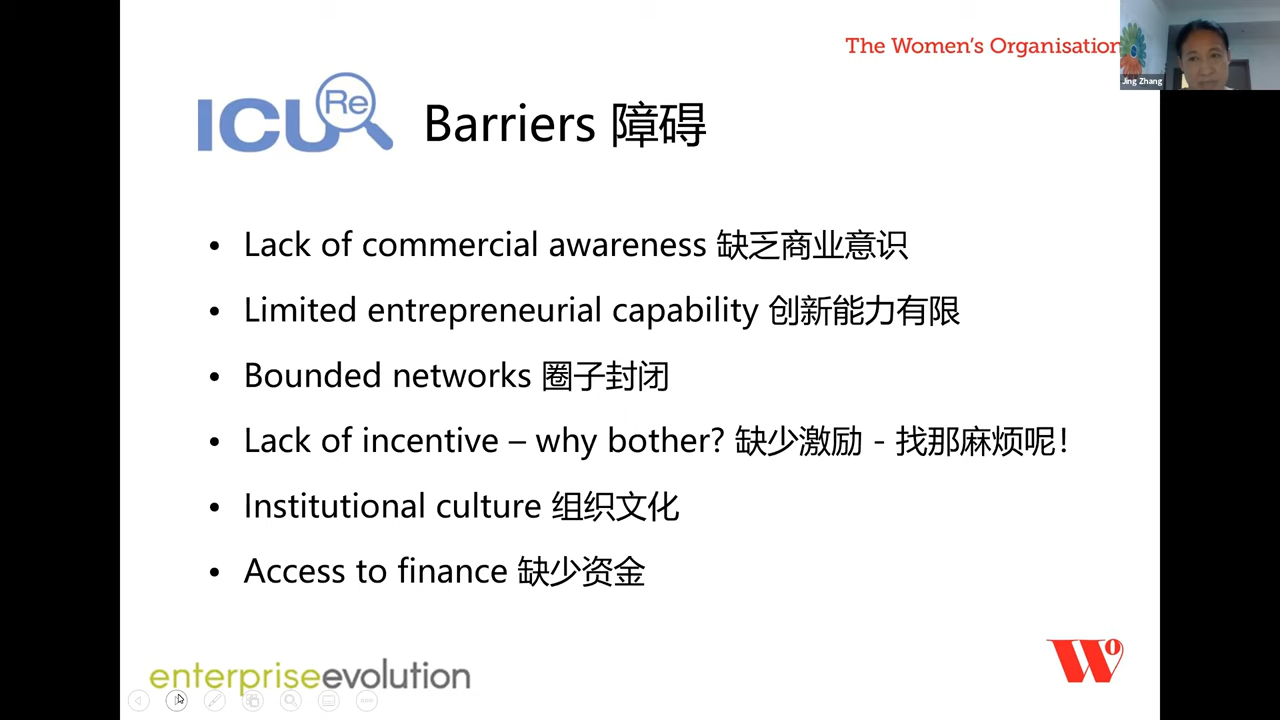 The Women's Organisation
Jing Zhang
ICURe
Barriers 障碍
• Lack of commercial awareness 缺乏商业意识
• Limited entrepreneurial capability 创新能力有限
• Bounded networks 圈子封闭
• Lack of incentive – why bother? 缺少激励 - 找那麻烦呢！
• Institutional culture 组织文化
• Access to finance 缺少资金
enterpriseevolution
Wo